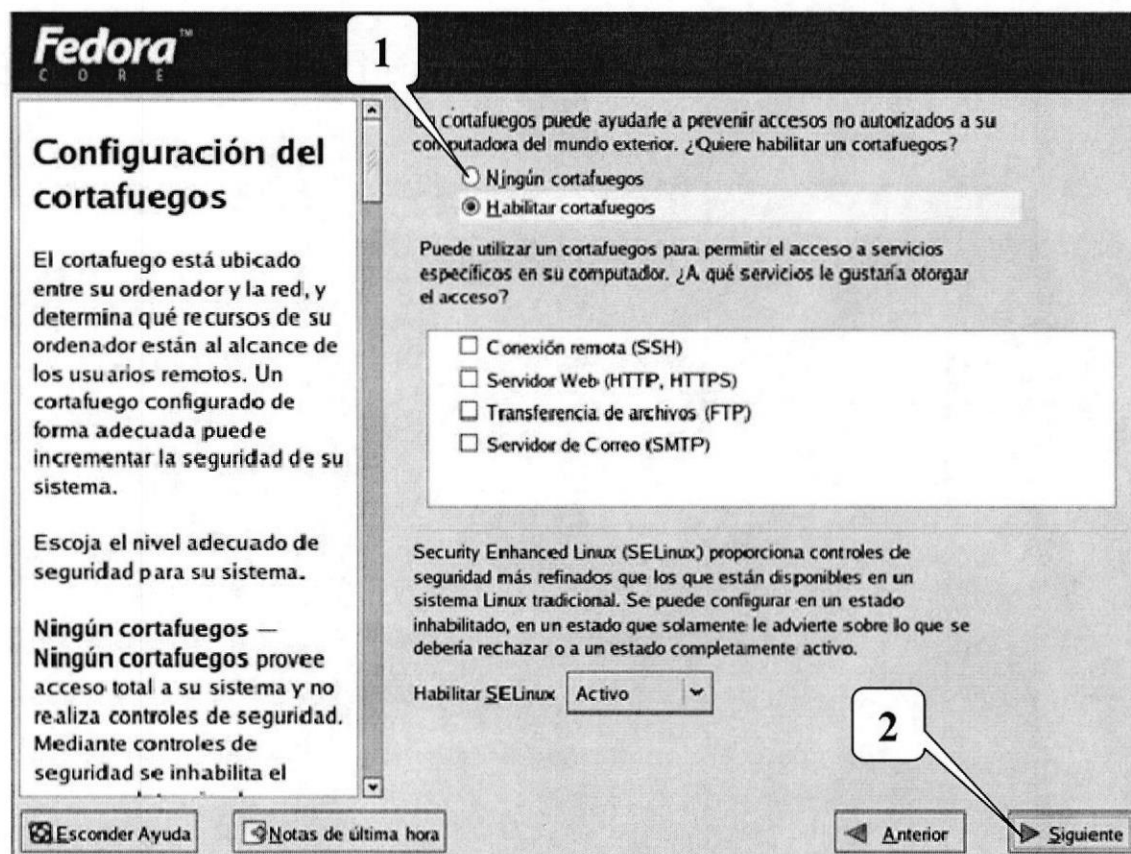 Fedora™
CORE
1
Configuración del
cortafuegos
El cortafuego está ubicado
entre su ordenador y la red, y
determina qué recursos de su
ordenador están al alcance de
los usuarios remotos. Un
cortafuego configurado de
forma adecuada puede
incrementar la seguridad de su
sistema.
Escoja el nivel adecuado de
seguridad para su sistema.
Ningún cortafuegos —
Ningún cortafuegos provee
acceso total a su sistema y no
realiza controles de seguridad.
Mediante controles de
seguridad se inhabilita el
cortafuegos puede ayudarle a prevenir accesos no autorizados a su
computadora del mundo exterior. ¿Quiere habilitar un cortafuegos?
Ningún cortafuegos
Habilitar cortafuegos
Puede utilizar un cortafuegos para permitir el acceso a servicios
específicos en su computador. ¿A qué servicios le gustaría otorgar
el acceso?
Conexión remota (SSH)
Servidor Web (HTTP, HTTPS)
Transferencia de archivos (FTP)
Servidor de Correo (SMTP)
Security Enhanced Linux (SELinux) proporciona controles de
seguridad más refinados que los que están disponibles en un
sistema Linux tradicional. Se puede configurar en un estado
inhabilitado, en un estado que solamente le advierte sobre lo que se
debería rechazar o a un estado completamente activo.
Habilitar SELinux Activo
2
Esconder Ayuda
Notas de última hora
Anterior
Siguiente